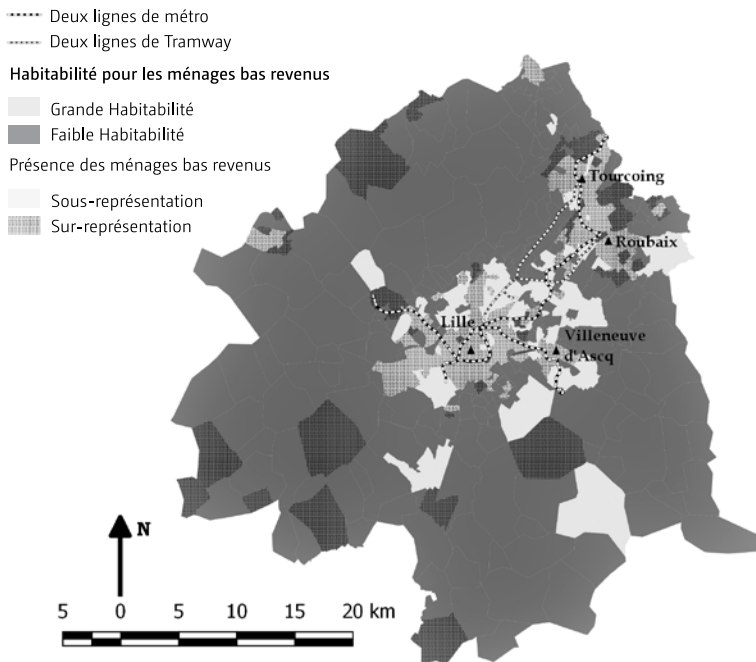 Deux lignes de métro
Deux lignes de Tramway
Habitabilité pour les ménages bas revenus
Grande Habitabilité
Faible Habitabilité
Présence des ménages bas revenus
Sous-représentation
Sur-représentation
Tourcoing
Roubaix
Lille
Villeneuve
d'Ascq
N
5 0 5 10 15 20 km